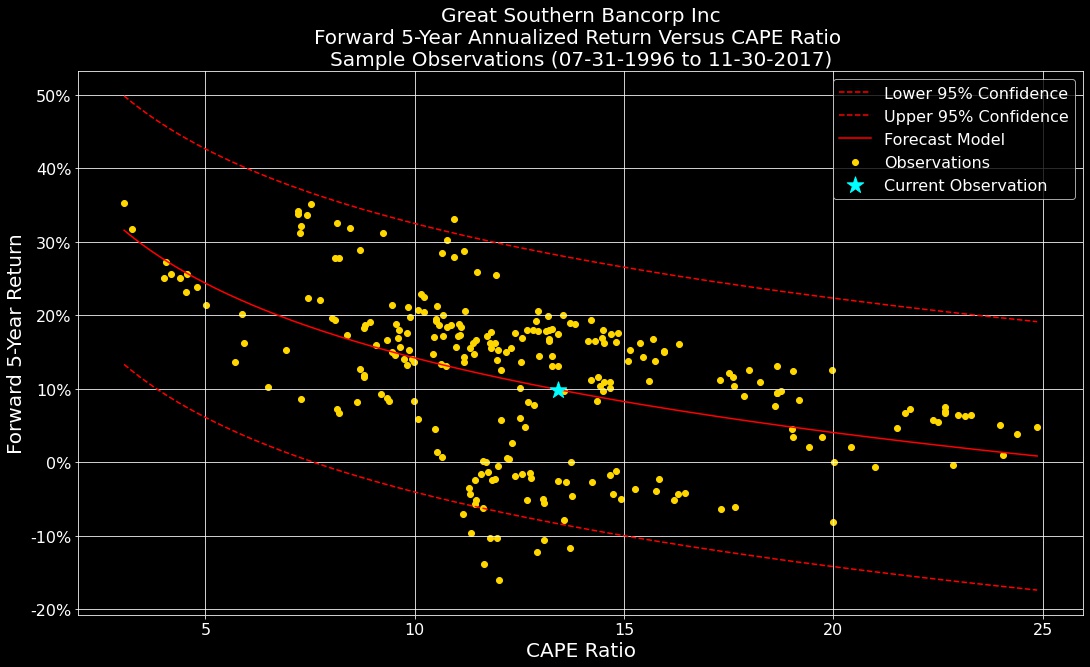 Great Southern Bancorp Inc
Forward 5-Year Annualized Return Versus CAPE Ratio
Sample Observations (07-31-1996 to 11-30-2017)
Lower 95% Confidence
Upper 95% Confidence
Forecast Model
Observations
Current Observation
Forward 5-Year Return
50%
40%
30%
20%
10%
0%
-10%
-20%
5
10
15
20
25
CAPE Ratio